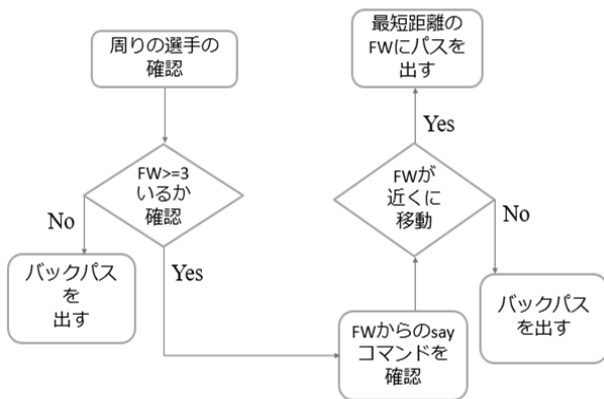 周りの選手の
確認
FW>=3
いるか
確認
No
バックパス
を
出す
Yes
FWからのsay
コマンドを
確認
FWが
近くに
移動
Yes
最短距離の
FWにパスを
出す
No
バックパス
を出す